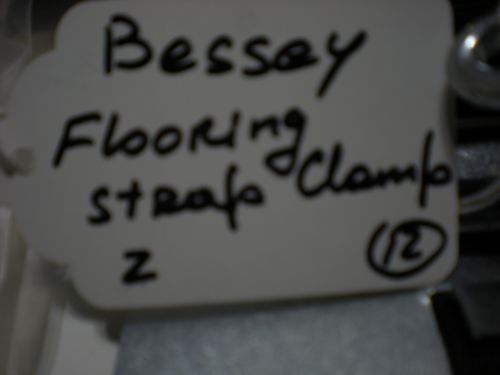 Bessey
Flooring
Strap Clamp
2 12